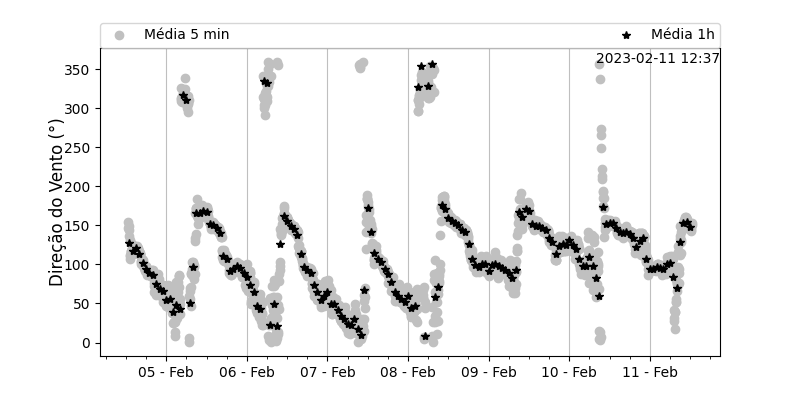 Média 5 min
Média 1h
2023-02-11 12:37
Direção do Vento (°)
350
300
250
200
150
100
50
0
05 - Feb
06 - Feb
07 - Feb
08 - Feb
09 - Feb
10 - Feb
11 - Feb